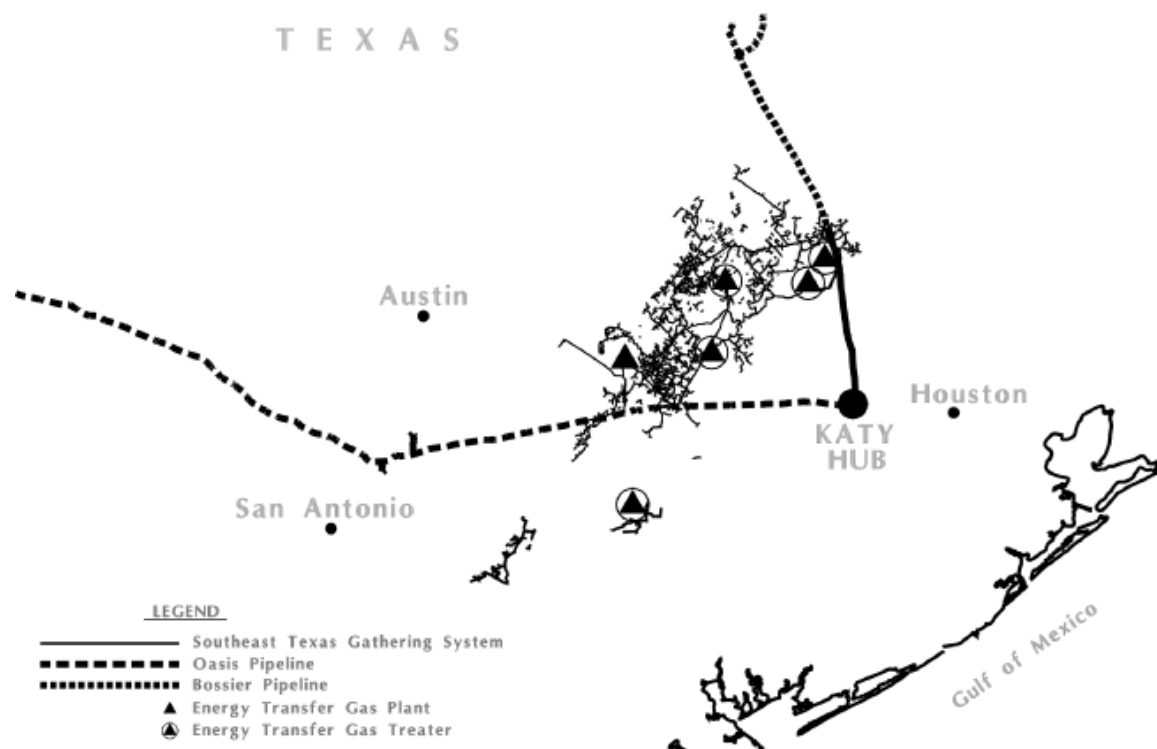 TEXAS
Austin
Houston
KATY
HUB
San Antonio
Gulf of Mexico
LEGEND
Southeast Texas Gathering System
Oasis Pipeline
Bossier Pipeline
Energy Transfer Gas Plant
Energy Transfer Gas Treater